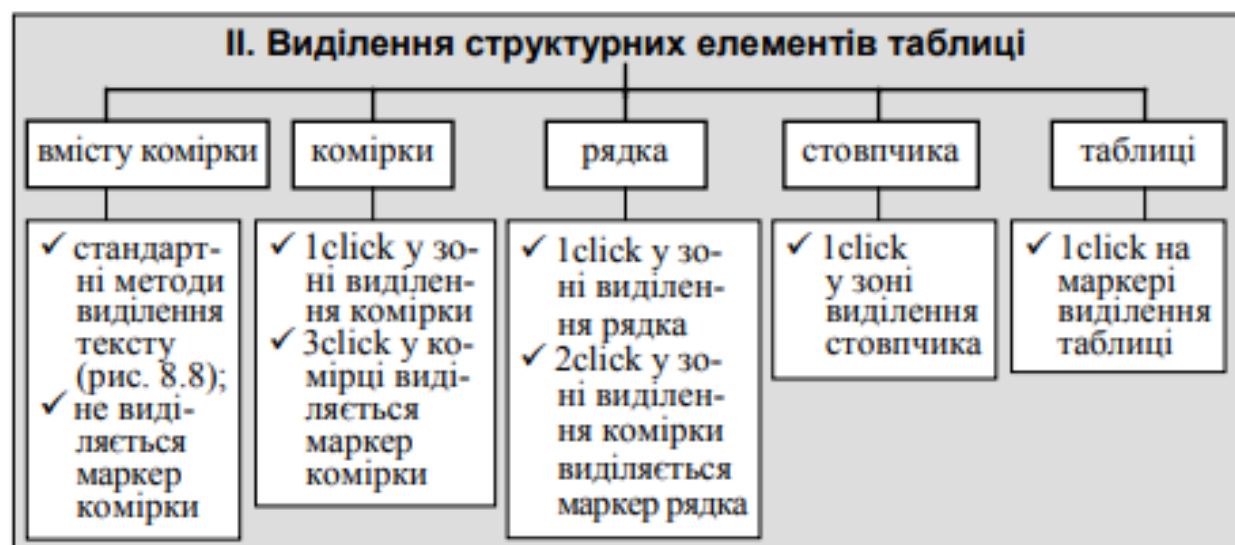 II. Виділення структурних елементів таблиці
вмісту комірки
комірки
рядка
стовпчика
таблиці
✓ стандарт-
ні методи
виділення
тексту
(рис. 8.8);
✓ не виді-
ляється
маркер
комірки
✓ 1click у зо-
ні виділен-
ня комірки
✓ 3click у ко-
мірці виді-
ляється
маркер
комірки
✓ 1click у зо-
ні виділен-
ня рядка
✓ 2click у зо-
ні виділен-
ня комірки
виділяється
маркер рядка
✓ 1click
у зоні
виділення
стовпчика
✓ 1click на
маркері
виділення
таблиці